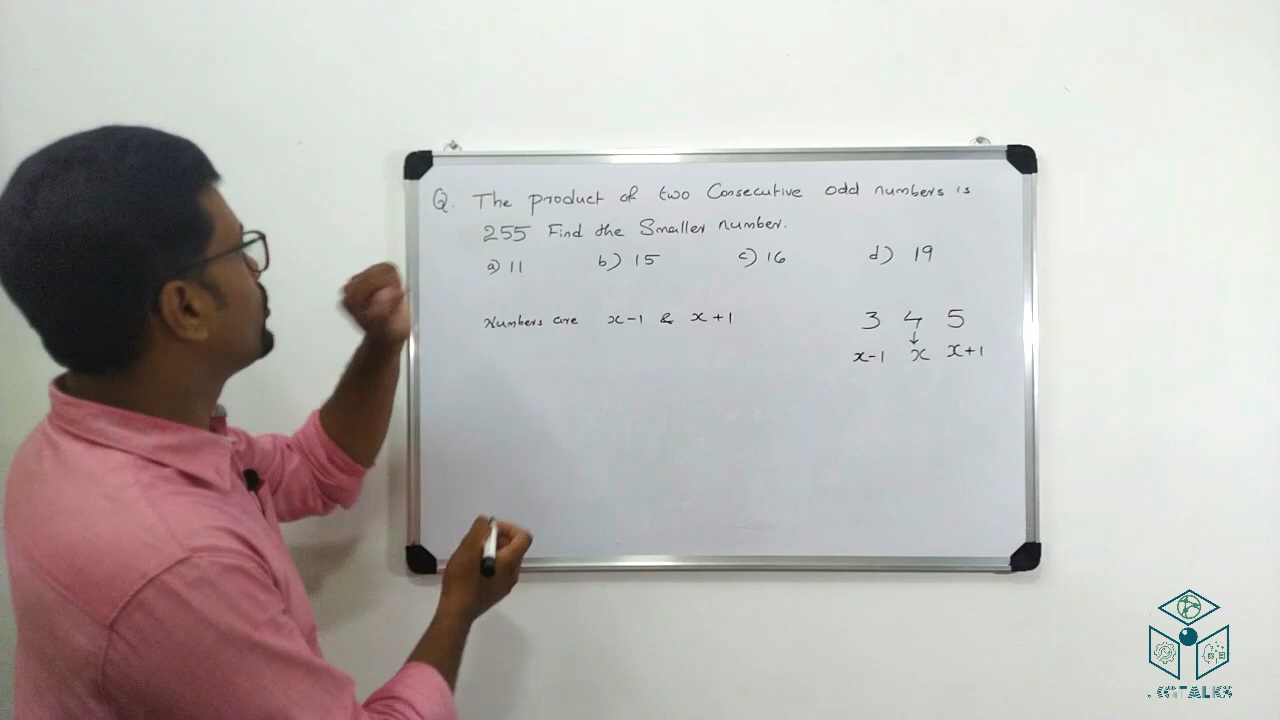 Q. The product of two Consecutive odd numbers is
255 Find the Smaller number.
a) 11 b) 15 c) 16 d) 19
Numbers are x-1 & x+1
3 4 5
↓
x-1 x x+1